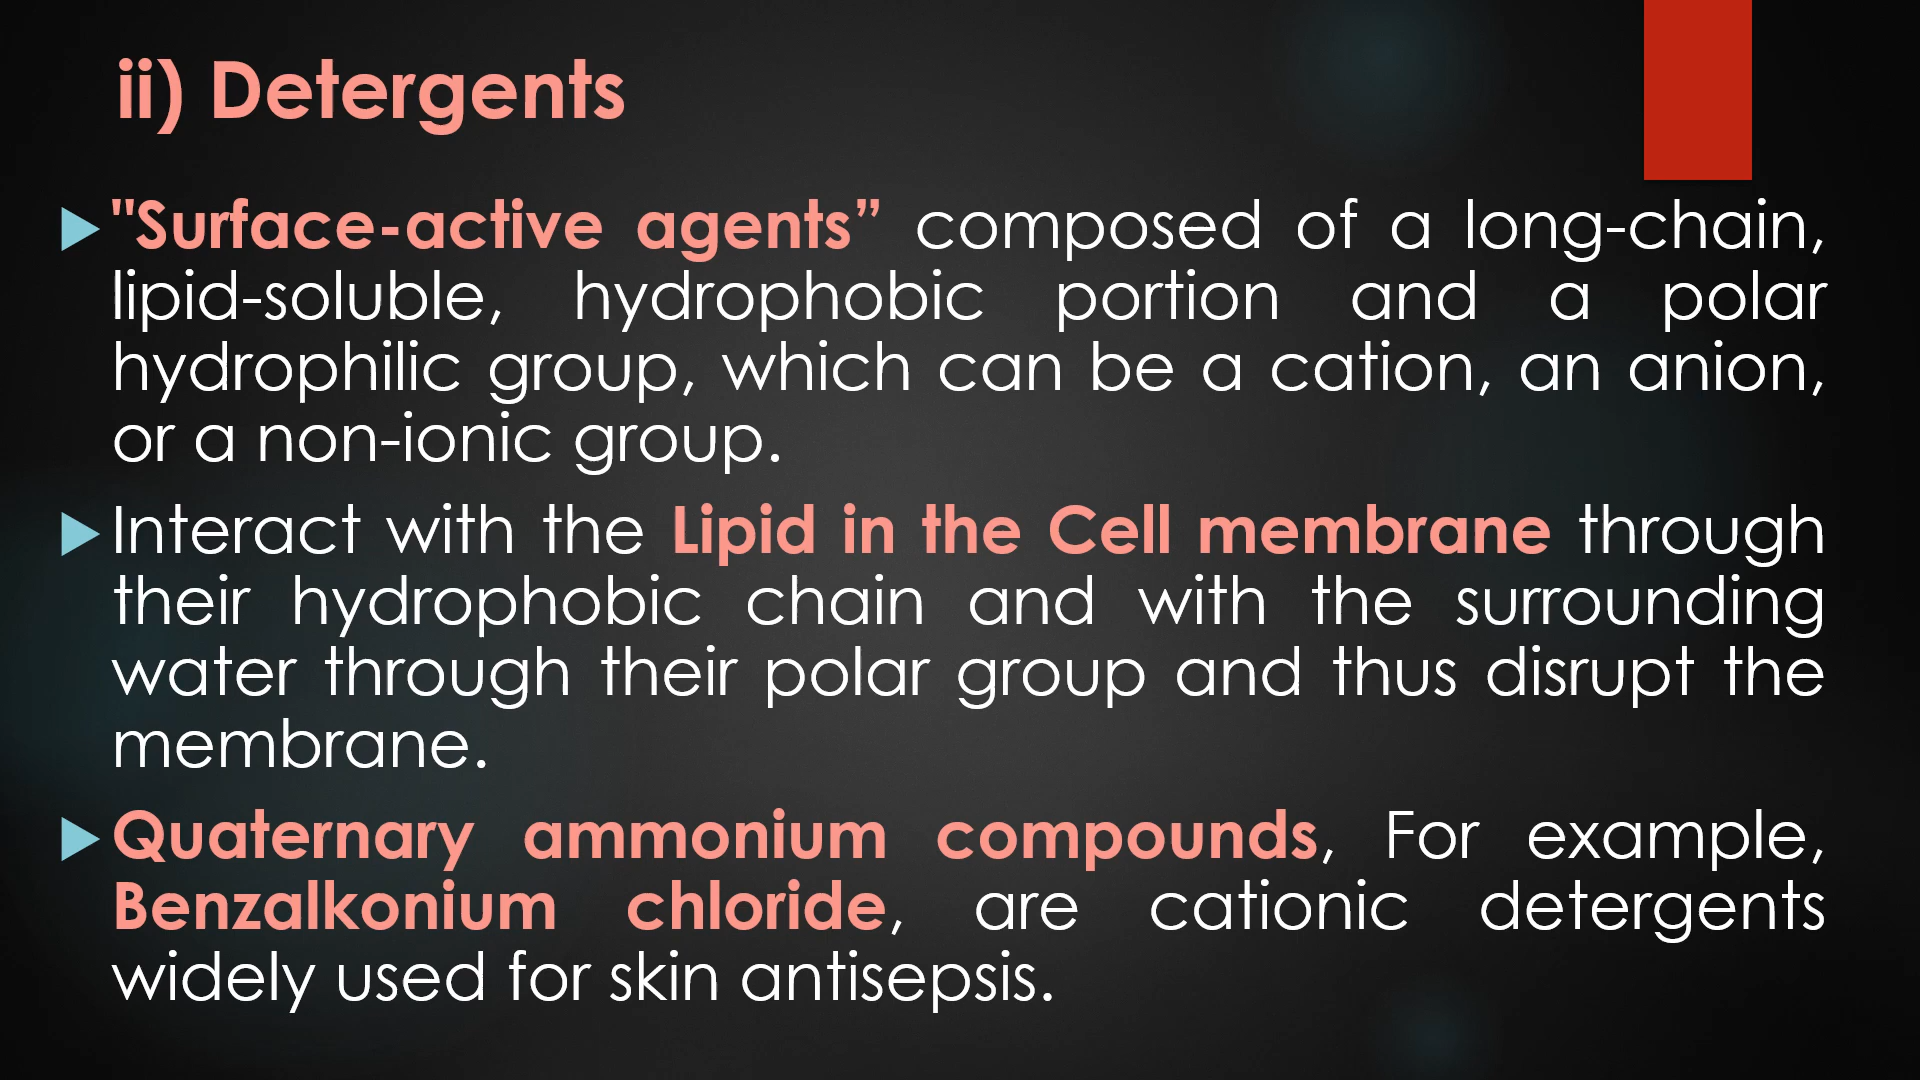 ii) Detergents
"Surface-active agents” composed of a long-chain,
lipid-soluble, hydrophobic portion and a polar
hydrophilic group, which can be a cation, an anion,
or a non-ionic group.
Interact with the Lipid in the Cell membrane through
their hydrophobic chain and with the surrounding
water through their polar group and thus disrupt the
membrane.
Quaternary ammonium compounds, For example,
Benzalkonium chloride, are cationic detergents
widely used for skin antisepsis.